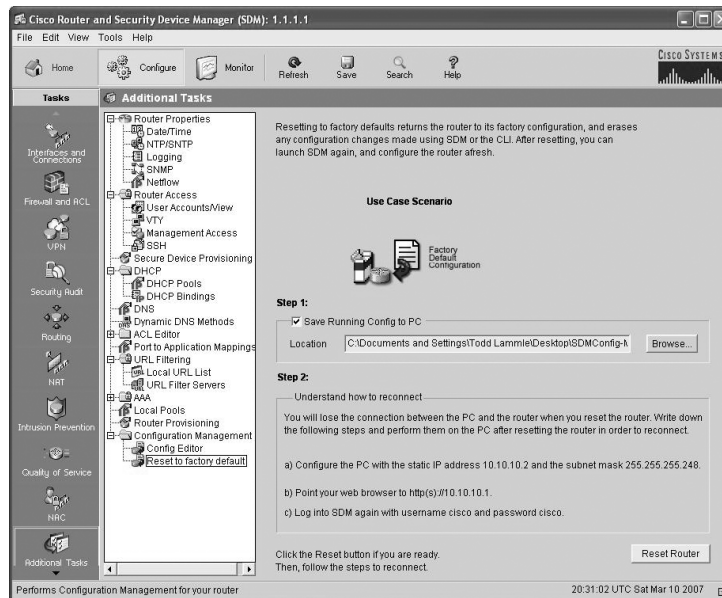 Cisco Router and Security Device Manager (SDM): 1.1.1.1
File Edit View Tools Help
Home
Configure
Monitor
Refresh
Save
Search
Help
CISCO SYSTEMS
Tasks
Additional Tasks
Interfaces and
Connections
Firewall and ACL
VPN
Security Audit
Routing
NAT
Intrusion Prevention
Quality of Service
NAC
Additional Tasks
Router Properties
Date/Time
NTP/SNTP
Logging
SNMP
Netflow
Router Access
User Accounts/View
VTY
Management Access
SSH
Secure Device Provisioning
DHCP
DHCP Pools
DHCP Bindings
DNS
Dynamic DNS Methods
ACL Editor
Port to Application Mappings
URL Filtering
Local URL List
URL Filter Servers
AAA
Local Pools
Router Provisioning
Configuration Management
Config Editor
Reset to factory default
Resetting to factory defaults returns the router to its factory configuration, and erases
any configuration changes made using SDM or the CLI. After resetting, you can
launch SDM again, and configure the router afresh.
Use Case Scenario
Factory
Default
Configuration
Step 1:
Save Running Config to PC
Location C:\Documents and Settings\Todd Lammle\Desktop\SDMConfig-M Browse...
Step 2:
Understand how to reconnect
You will lose the connection between the PC and the router when you reset the router. Write down
the following steps and perform them on the PC after resetting the router in order to reconnect.
a) Configure the PC with the static IP address 10.10.10.2 and the subnet mask 255.255.255.248.
b) Point your web browser to http(s)://10.10.10.1.
c) Log into SDM again with username cisco and password cisco.
Click the Reset button if you are ready.
Then, follow the steps to reconnect.
Reset Router
Performs Configuration Management for your router
20:31:02 UTC Sat Mar 10 2007